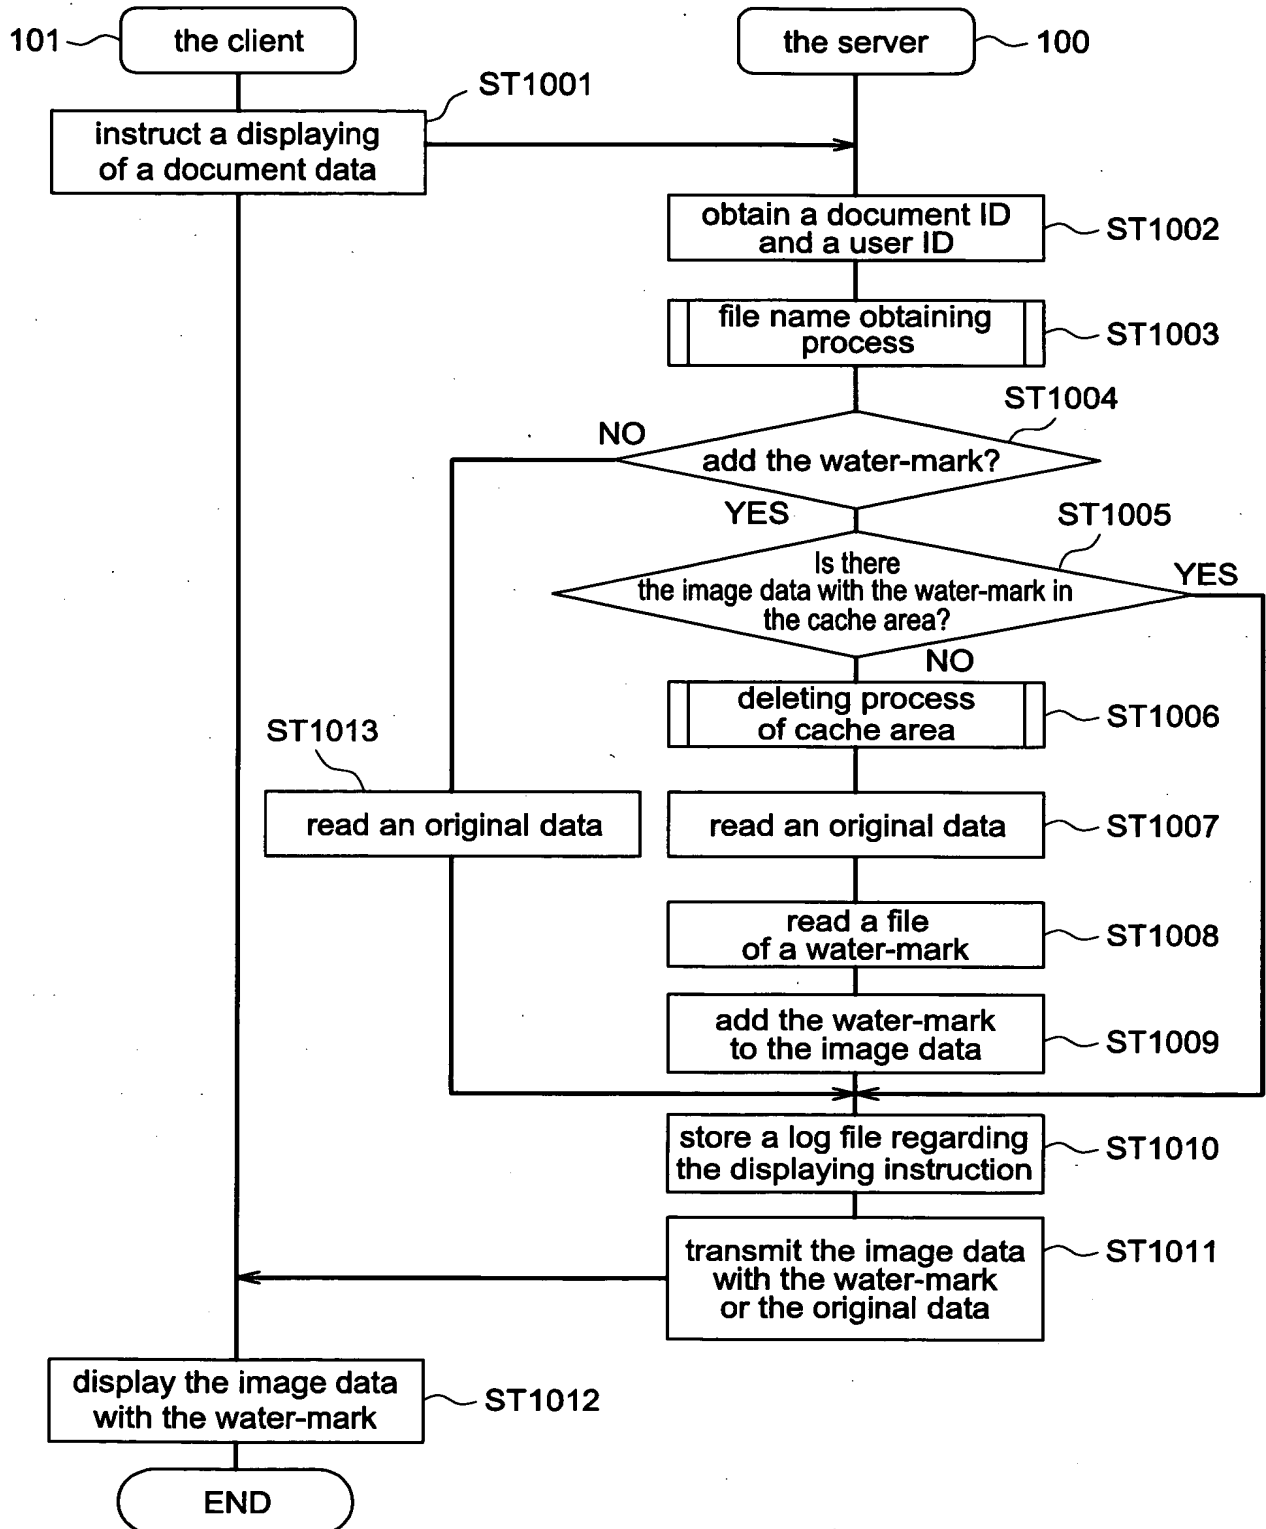 101
the client
the server
100
ST1001
instruct a displaying
of a document data
obtain a document ID
and a user ID
ST1002
file name obtaining
process
ST1003
ST1004
NO
add the water-mark?
YES
ST1005
Is there
the image data with the water-mark in
the cache area?
YES
NO
deleting process
of cache area
ST1006
ST1013
read an original data
read an original data
ST1007
read a file
of a water-mark
ST1008
add the water-mark
to the image data
ST1009
store a log file regarding
the displaying instruction
ST1010
transmit the image data
with the water-mark
or the original data
ST1011
display the image data
with the water-mark
ST1012
END